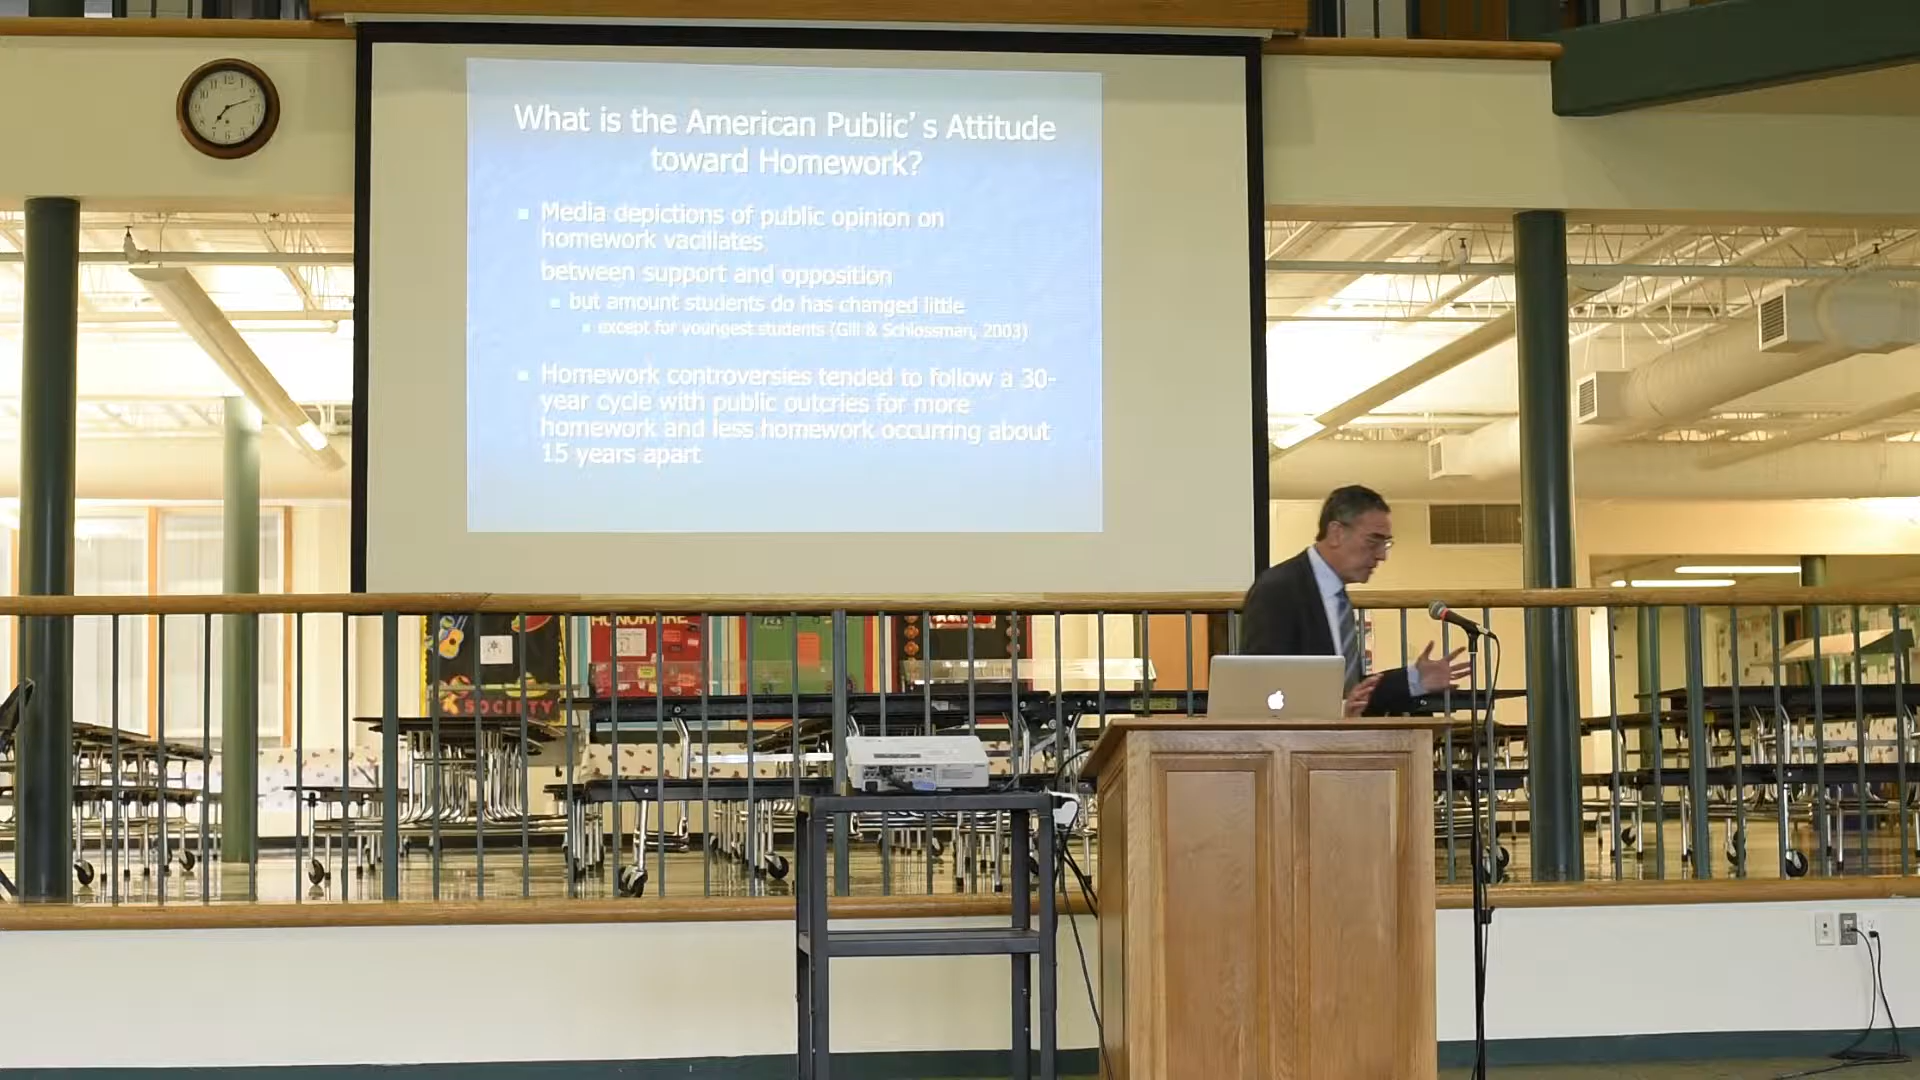 What is the American Public's Attitude
toward Homework?
Media depictions of public opinion on
homework vacillates
between support and opposition
but amount students do has changed little
except for youngest students (Gill & Schlossman, 2003)
Homework controversies tended to follow a 30-
year cycle with public outcries for more
homework and less homework occurring about
15 years apart
HONORAIRE
SOCIETY